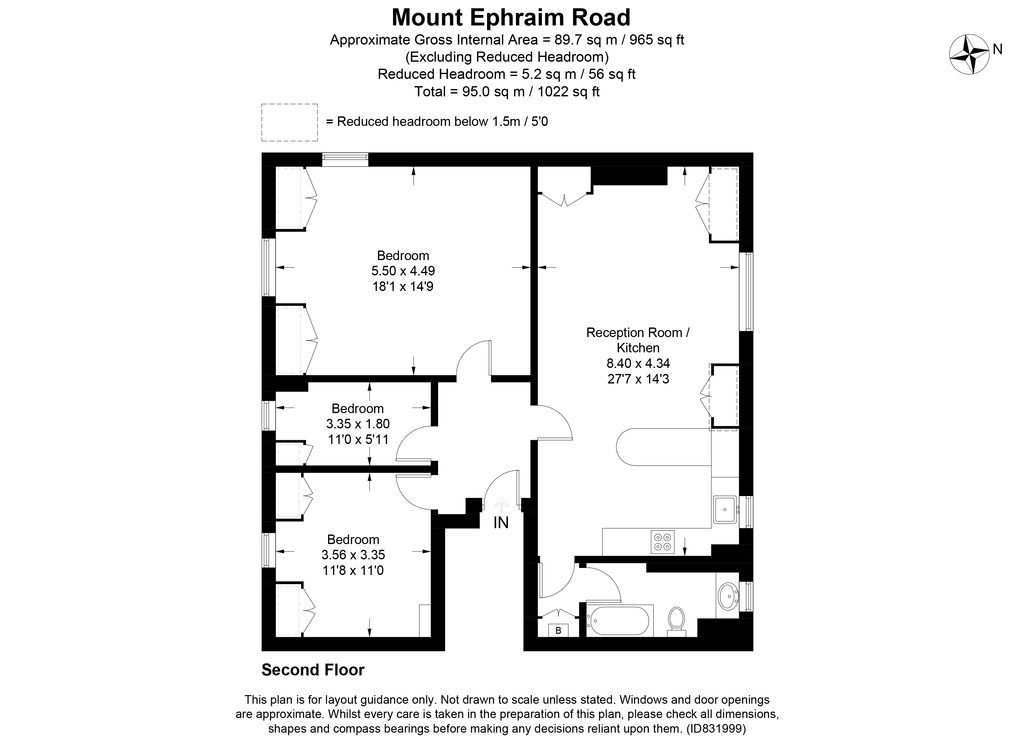 Mount Ephraim Road
Approximate Gross Internal Area = 89.7 sq m / 965 sq ft
(Excluding Reduced Headroom)
Reduced Headroom = 5.2 sq m / 56 sq ft
Total = 95.0 sq m / 1022 sq ft
N
= Reduced headroom below 1.5m / 5'0
Bedroom
5.50 x 4.49
18'1 x 14'9
Reception Room /
Kitchen
8.40 x 4.34
27'7 x 14'3
Bedroom
3.35 x 1.80
11'0 x 5'11
IN
Bedroom
3.56 x 3.35
11'8 x 11'0
B
Second Floor
This plan is for layout guidance only. Not drawn to scale unless stated. Windows and door openings
are approximate. Whilst every care is taken in the preparation of this plan, please check all dimensions,
shapes and compass bearings before making any decisions reliant upon them. (ID831999)